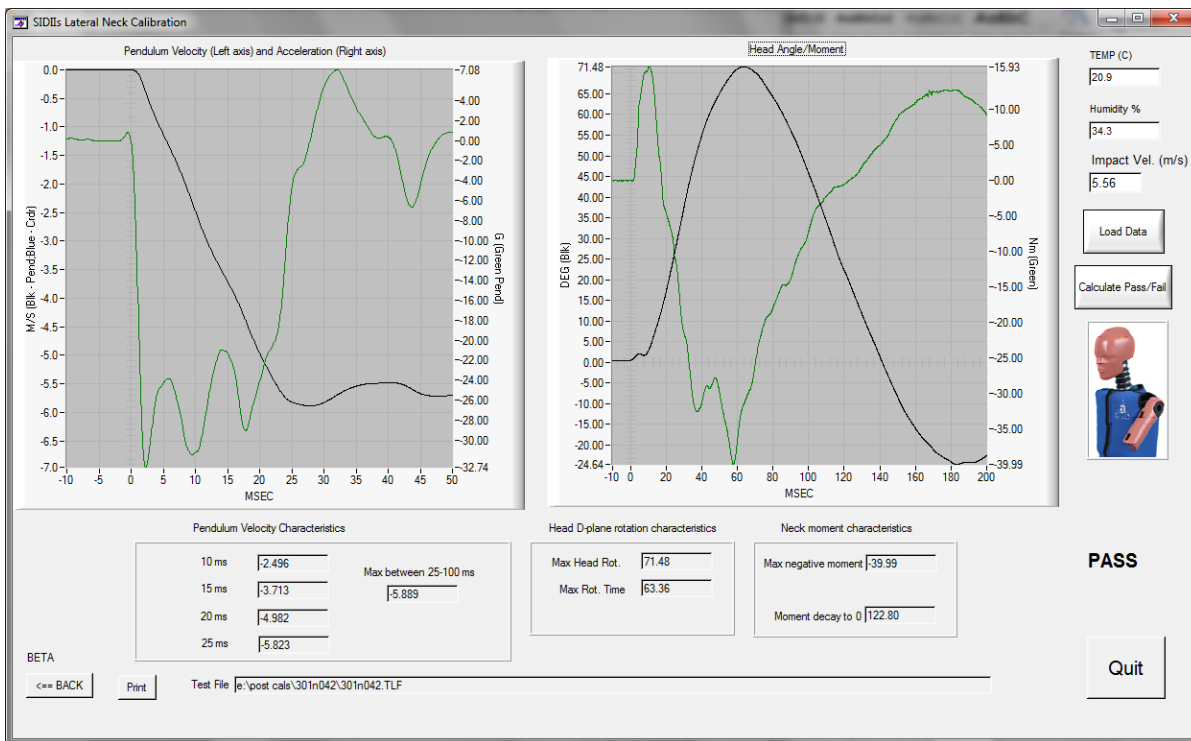 SIDIIs Lateral Neck Calibration
Pendulum Velocity (Left axis) and Acceleration (Right axis)
0.0
-0.5
-1.0
-1.5
-2.0
-2.5
-3.0
-3.5
-4.0
-4.5
-5.0
-5.5
-6.0
-6.5
-7.0
M/S (Blk - Pend;Blue - Crdr)
-7.08
-4.00
-2.00
-0.00
-2.00
-4.00
-6.00
-8.00
-10.00
-12.00
-14.00
-16.00
-18.00
-20.00
-22.00
-24.00
-26.00
-28.00
-30.00
-32.74
G (Green Pend)
-10 -5 0 5 10 15 20 25 30 35 40 45 50
MSEC
Head Angle/Moment
71.48
65.00
60.00
55.00
50.00
45.00
40.00
35.00
30.00
25.00
20.00
15.00
10.00
5.00
0.00
-5.00
-10.00
-15.00
-20.00
-24.64
DEG (Blk)
-15.93
-10.00
-5.00
-0.00
-5.00
-10.00
-15.00
-20.00
-25.00
-30.00
-35.00
-39.99
Nm (Green)
-10 0 20 40 60 80 100 120 140 160 180 200
MSEC
TEMP (C)
20.9
Humidity %
34.3
Impact Vel. (m/s)
5.56
Load Data
Calculate Pass/Fail
Pendulum Velocity Characteristics
10 ms -2.496
15 ms -3.713
20 ms -4.982
25 ms -5.823
Max between 25-100 ms
-5.889
Head D-plane rotation characteristics
Max Head Rot. 71.48
Max Rot. Time 63.36
Neck moment characteristics
Max negative moment -39.99
Moment decay to 0 122.80
PASS
BETA
<== BACK
Print
Test File e:\post cals\301n042\301n042.TLF
Quit